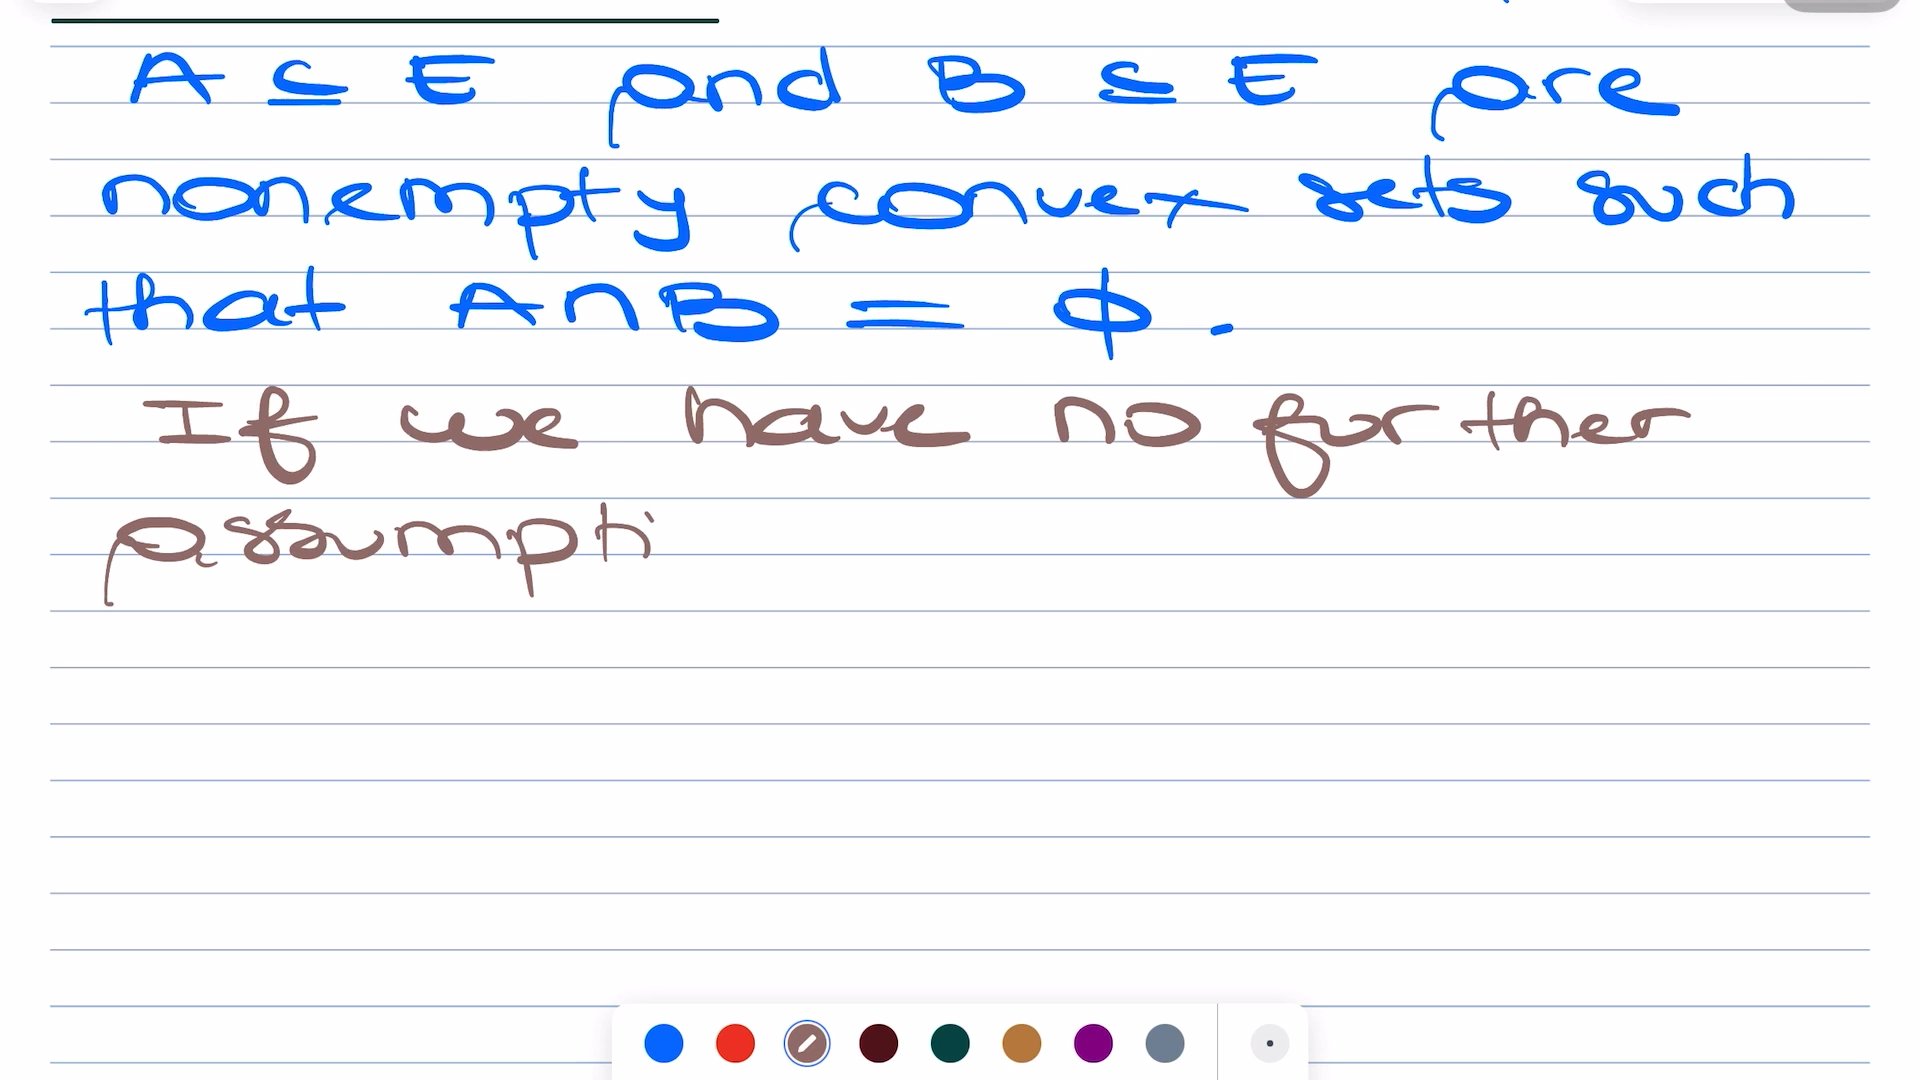 A ⊆ E and B ⊆ E are
nonempty convex sets such
that A∩B = ϕ.
If we have no further
assumpti